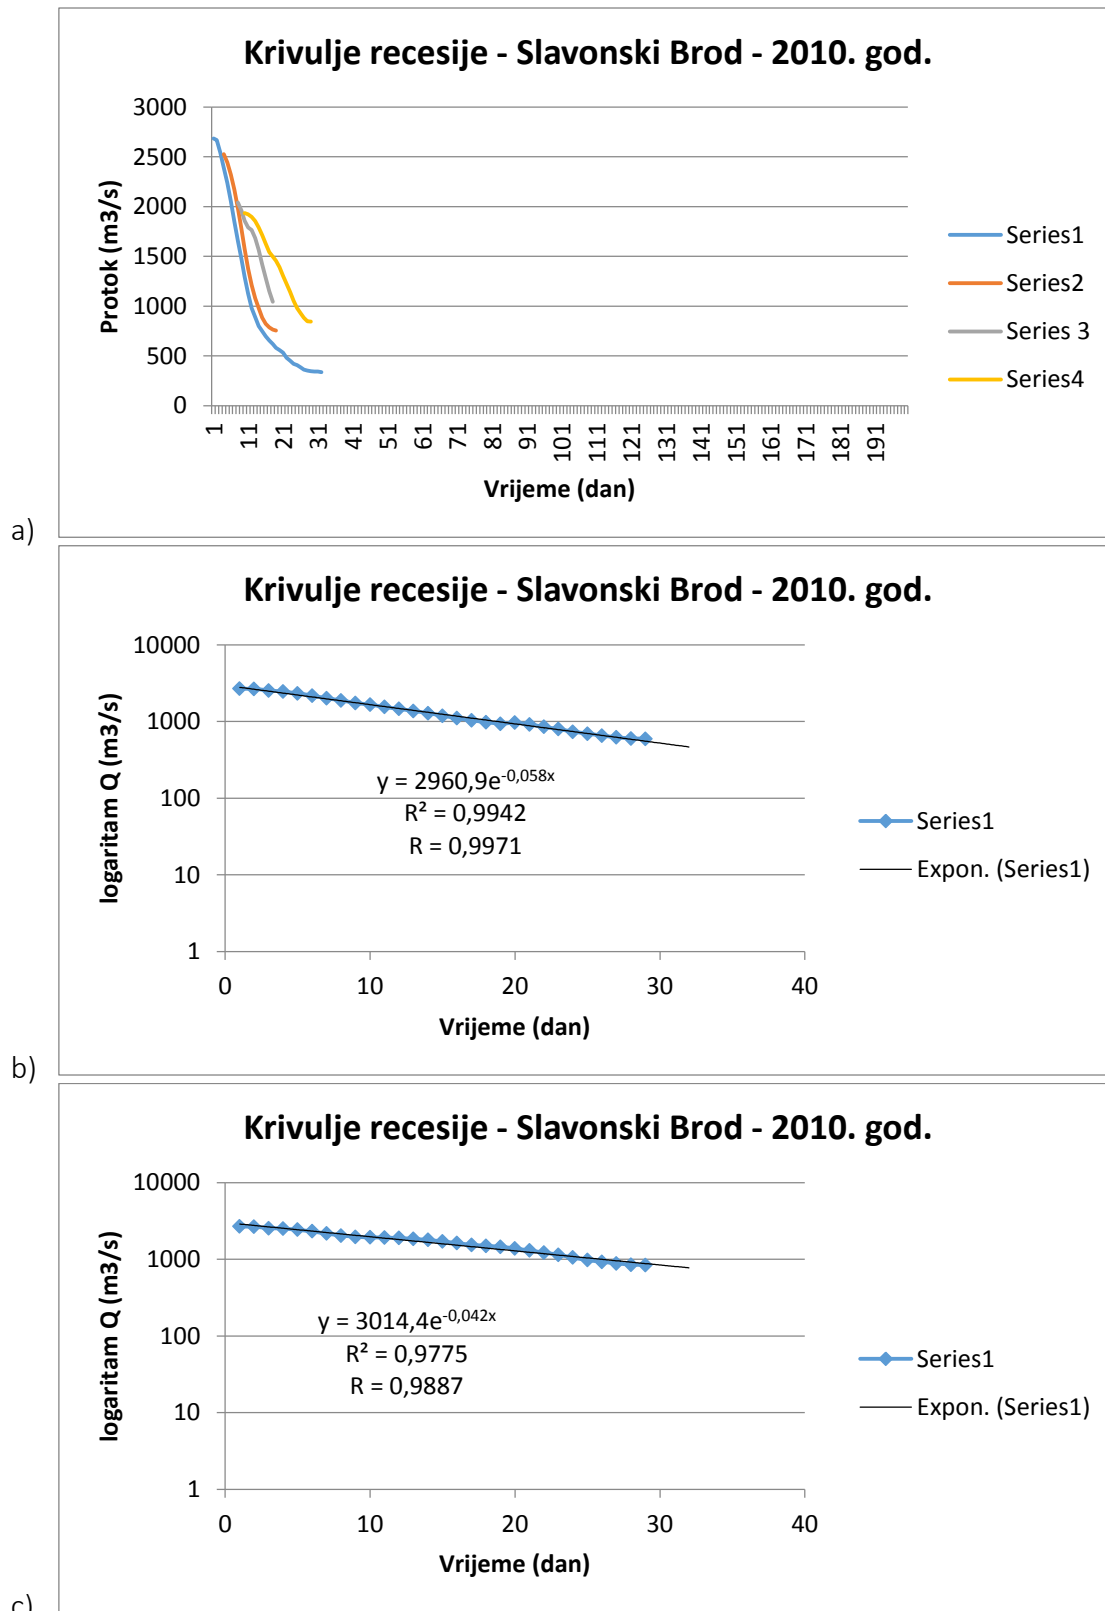 Krivulje recesije - Slavonski Brod - 2010. god.
Protok (m3/s)
3000
2500
2000
1500
1000
500
0
1 11 21 31 41 51 61 71 81 91 101 111 121 131 141 151 161 171 181 191
Vrijeme (dan)
Series1
Series2
Series 3
Series4
a)
Krivulje recesije - Slavonski Brod - 2010. god.
logaritam Q (m3/s)
10000
1000
100
10
1
y = 2960,9e^-0,058x
R² = 0,9942
R = 0,9971
0 10 20 30 40
Vrijeme (dan)
Series1
Expon. (Series1)
b)
Krivulje recesije - Slavonski Brod - 2010. god.
logaritam Q (m3/s)
10000
1000
100
10
1
y = 3014,4e^-0,042x
R² = 0,9775
R = 0,9887
0 10 20 30 40
Vrijeme (dan)
Series1
Expon. (Series1)
c)